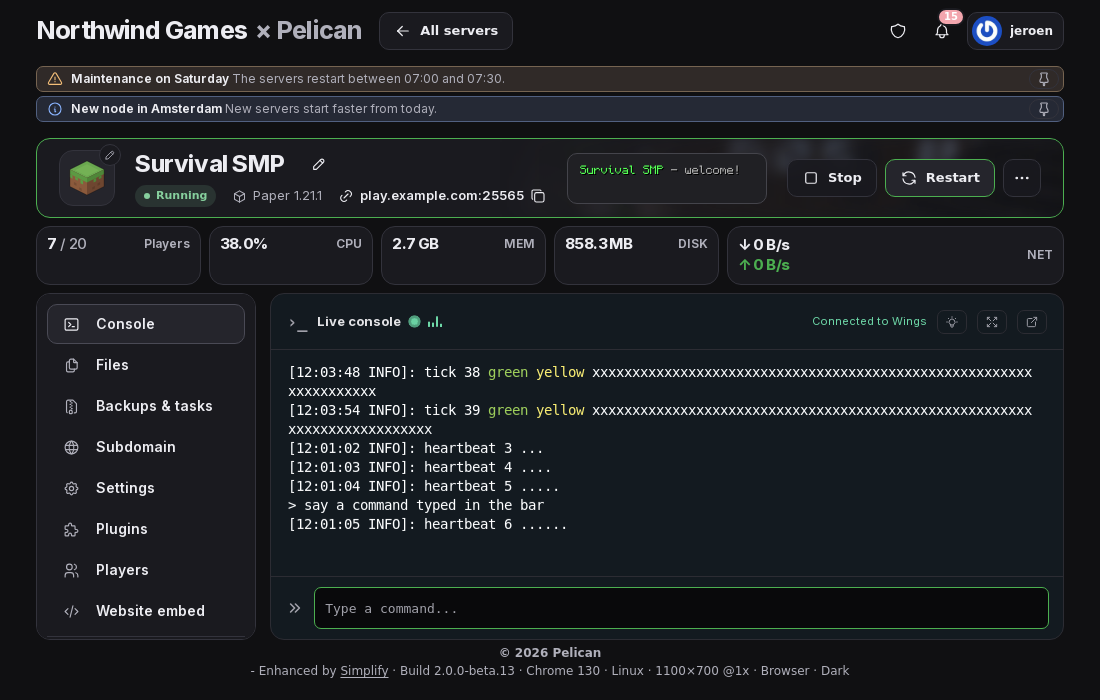 Northwind Games × Pelican
All servers
15
jeroen
Maintenance on Saturday The servers restart between 07:00 and 07:30.
New node in Amsterdam New servers start faster from today.
Survival SMP
Running
Paper 1.21.1
play.example.com:25565
Survival SMP — welcome!
Stop
Restart
7 / 20 Players
38.0% CPU
2.7 GB MEM
858.3 MB DISK
↓ 0 B/s
↑ 0 B/s
NET
Console
Files
Backups & tasks
Subdomain
Settings
Plugins
Players
Website embed
Live console
Connected to Wings
[12:03:48 INFO]: tick 38 green yellow xxxxxxxxxxxxxxxxxxxxxxxxxxxxxxxxxxxxxxxxxxxxxxxxxxxxxxx
xxxxxxxxxxx
[12:03:54 INFO]: tick 39 green yellow xxxxxxxxxxxxxxxxxxxxxxxxxxxxxxxxxxxxxxxxxxxxxxxxxxxxxxx
xxxxxxxxxxxxxxxxxx
[12:01:02 INFO]: heartbeat 3 ...
[12:01:03 INFO]: heartbeat 4 ....
[12:01:04 INFO]: heartbeat 5 .....
> say a command typed in the bar
[12:01:05 INFO]: heartbeat 6 ......
Type a command...
© 2026 Pelican
- Enhanced by Simplify · Build 2.0.0-beta.13 · Chrome 130 · Linux · 1100×700 @1x · Browser · Dark